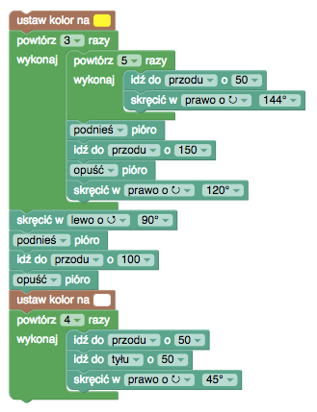 ustaw kolor na
powtórz 3 razy
wykonaj powtórz 5 razy
wykonaj idź do przodu o 50
skręcić w prawo o ↻ 144°
podnieś pióro
idź do przodu o 150
opuść pióro
skręcić w prawo o ↻ 120°
skręcić w lewo o ↺ 90°
podnieś pióro
idź do przodu o 100
opuść pióro
ustaw kolor na
powtórz 4 razy
wykonaj idź do przodu o 50
idź do tyłu o 50
skręcić w prawo o ↻ 45°